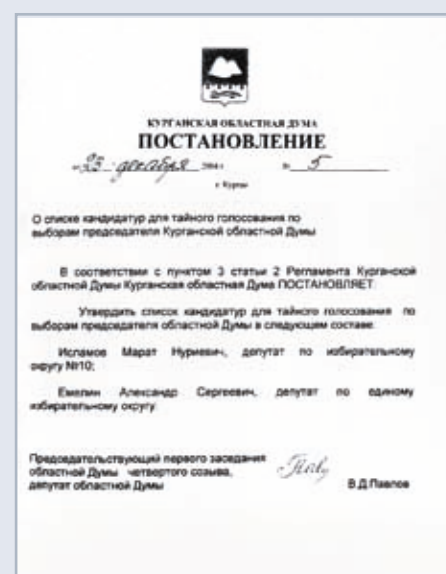 КУРГАНСКАЯ ОБЛАСТНАЯ ДУМА
ПОСТАНОВЛЕНИЕ
«23» декабря 2004 г. № 5
г. Курган
О списке кандидатур для тайного голосования по
выборам председателя Курганской областной Думы
В соответствии с пунктом 3 статьи 2 Регламента Курганской
областной Думы Курганская областная Дума ПОСТАНОВЛЯЕТ:
Утвердить список кандидатур для тайного голосования по
выборам председателя областной Думы в следующем составе:
Исламов Марат Нуриевич, депутат по избирательному
округу №10;
Емелин Александр Сергеевич, депутат по единому
избирательному округу.
Председательствующий первого заседания
областной Думы четвертого созыва,
депутат областной Думы В.Д.Павлов